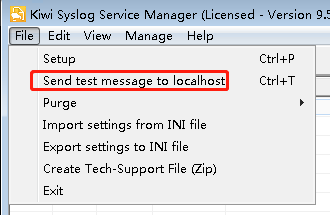 Kiwi Syslog Service Manager (Licensed - Version 9.5
File Edit View Manage Help
Setup Ctrl+P
Send test message to localhost Ctrl+T
Purge
Import settings from INI file
Export settings to INI file
Create Tech-Support File (Zip)
Exit